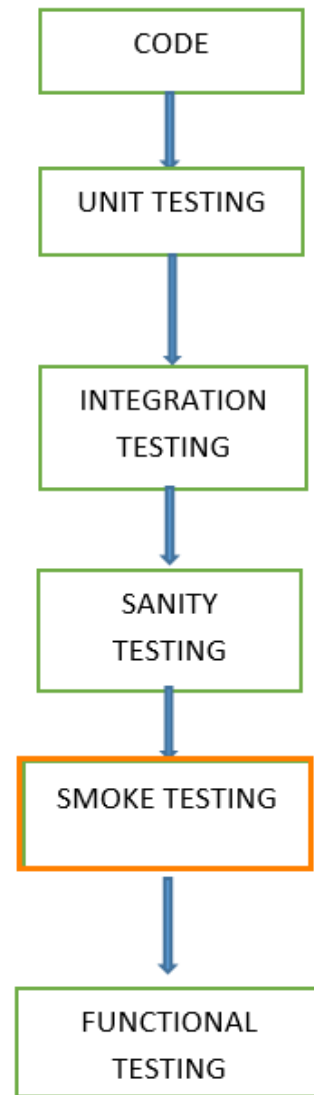 CODE
UNIT TESTING
INTEGRATION
TESTING
SANITY
TESTING
SMOKE TESTING
FUNCTIONAL
TESTING